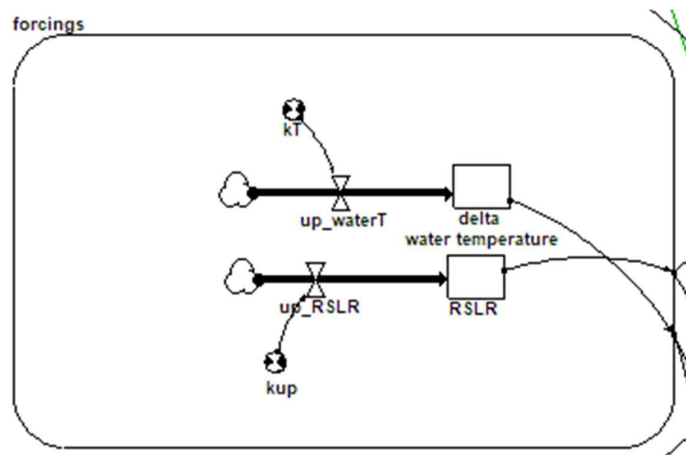 forcings
kT
up_waterT
delta
water temperature
up_RSLR
RSLR
kup